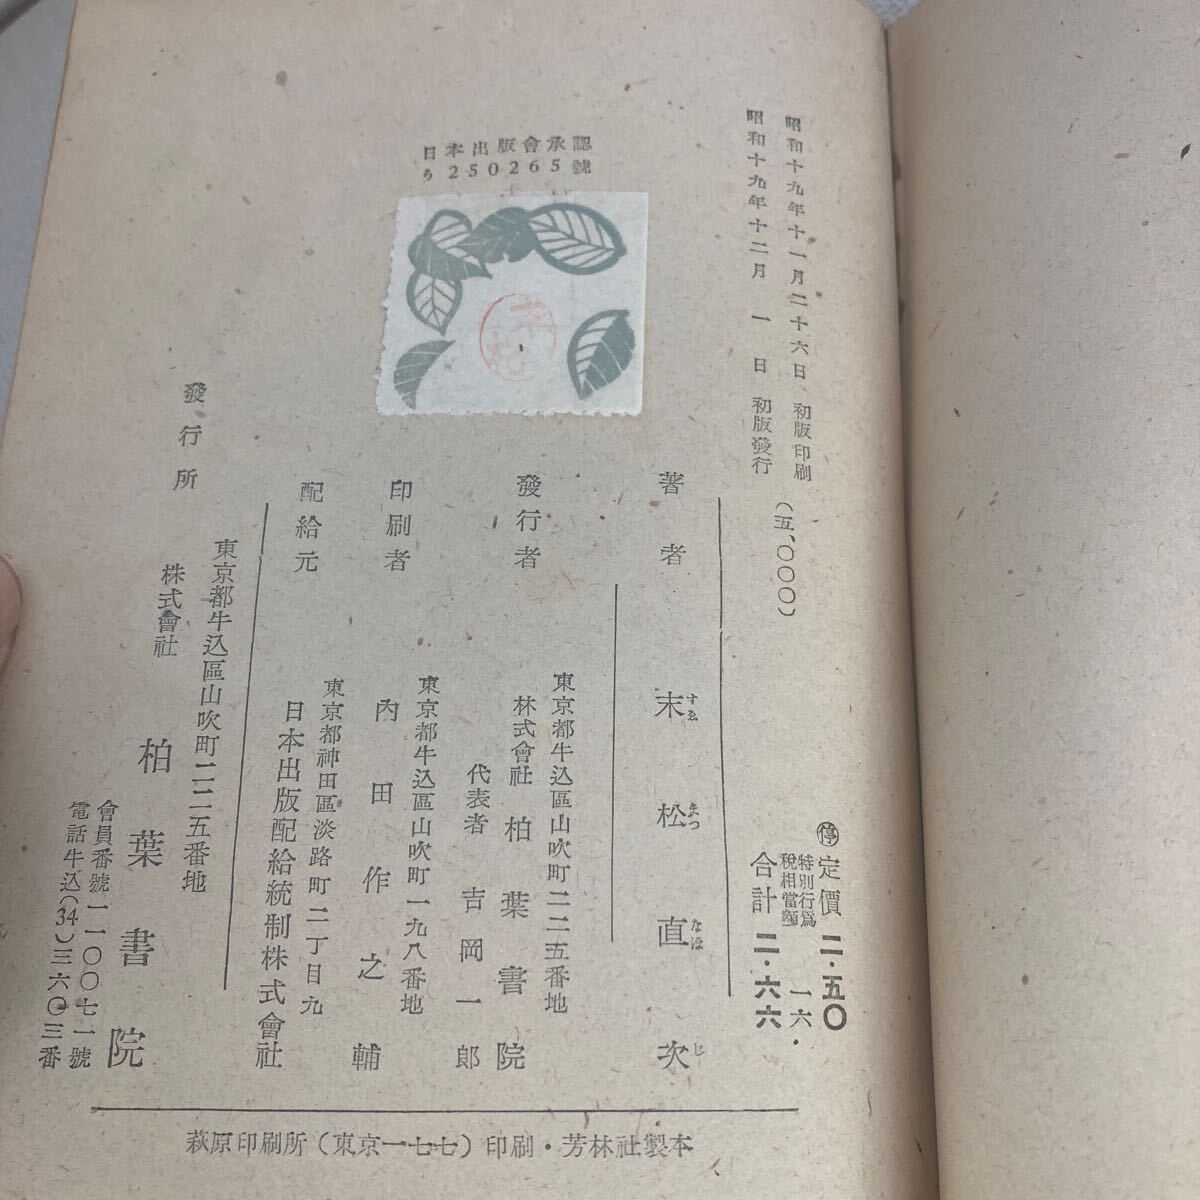 日本出版會承認
う250265號
昭和十九年十一月二十六日 初版印刷
昭和十九年十二月 一 日 初版發行
(五、〇〇〇)
停 定價 二・五〇
特別行爲
税相當額 一六・
合計 二・六六
著者 末松直次
すゑ まつ なほ じ
發行者
東京都牛込區山吹町二二五番地
株式會社 柏葉書院
代表者 吉岡一郎
印刷者
東京都牛込區山吹町一九八番地
內田作之輔
配給元
東京都神田區淡路町二丁目九
日本出版配給統制株式會社
發行所
東京都牛込區山吹町二二五番地
株式會社 柏葉書院
會員番號一一〇〇七一號
電話牛込(34)三六〇三番
萩原印刷所(東京一七七)印刷・芳林社製本